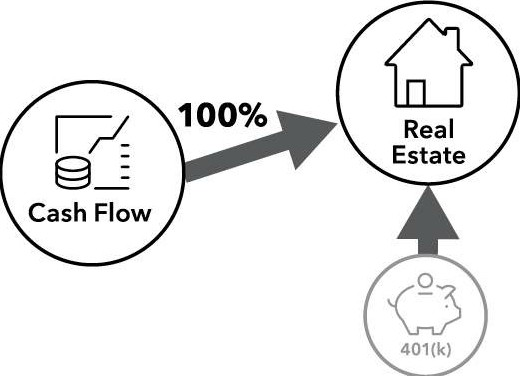 100%
Real
Estate
Cash Flow
401(k)